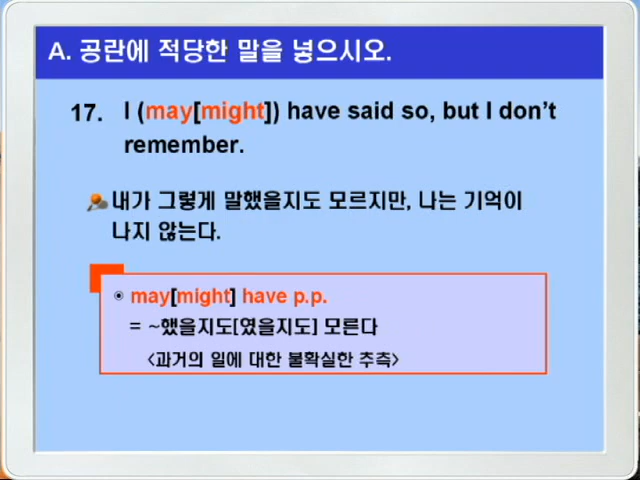 A. 공란에 적당한 말을 넣으시오.
17. I (may[might]) have said so, but I don't
remember.
내가 그렇게 말했을지도 모르지만, 나는 기억이
나지 않는다.
◉ may[might] have p.p.
= ~했을지도[였을지도] 모른다
<과거의 일에 대한 불확실한 추측>